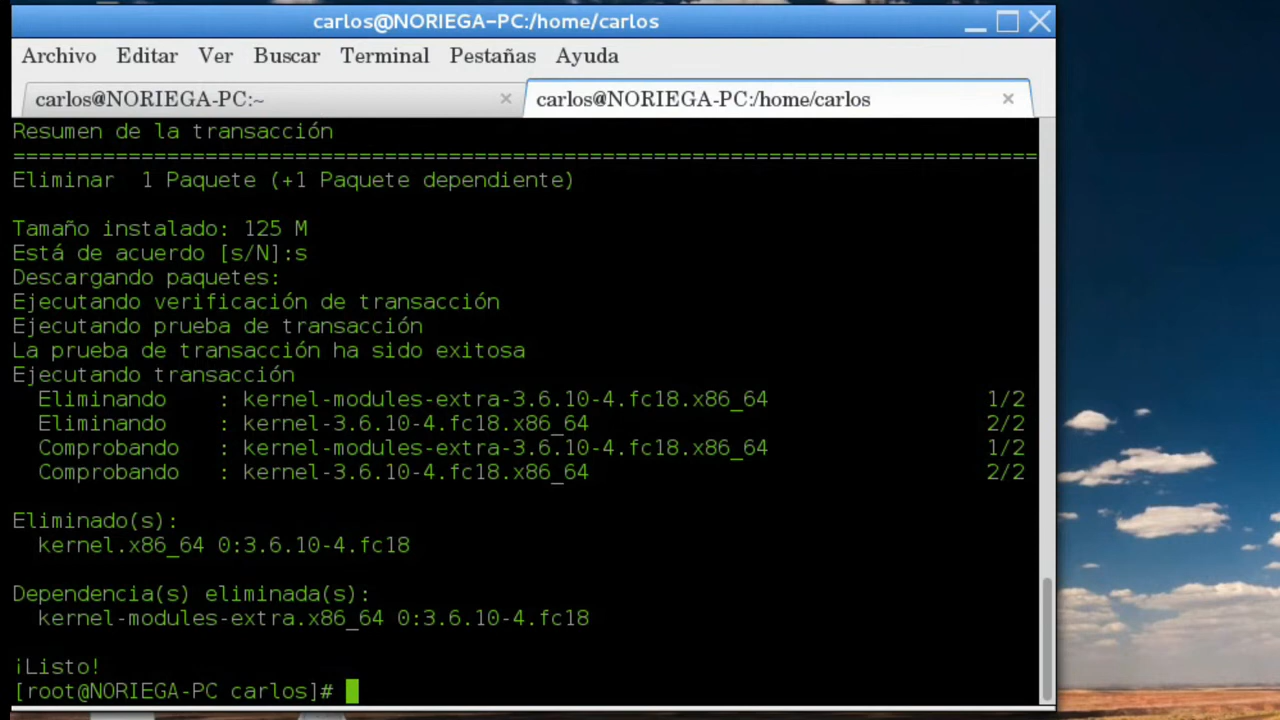 carlos@NORIEGA-PC:/home/carlos
Archivo Editar Ver Buscar Terminal Pestañas Ayuda
carlos@NORIEGA-PC:~ carlos@NORIEGA-PC:/home/carlos
Resumen de la transacción
================================================================================
Eliminar  1 Paquete (+1 Paquete dependiente)
Tamaño instalado: 125 M
Está de acuerdo [s/N]:s
Descargando paquetes:
Ejecutando verificación de transacción
Ejecutando prueba de transacción
La prueba de transacción ha sido exitosa
Ejecutando transacción
  Eliminando    : kernel-modules-extra-3.6.10-4.fc18.x86_64                 1/2
  Eliminando    : kernel-3.6.10-4.fc18.x86_64                               2/2
  Comprobando   : kernel-modules-extra-3.6.10-4.fc18.x86_64                 1/2
  Comprobando   : kernel-3.6.10-4.fc18.x86_64                               2/2
Eliminado(s):
  kernel.x86_64 0:3.6.10-4.fc18
Dependencia(s) eliminada(s):
  kernel-modules-extra.x86_64 0:3.6.10-4.fc18
¡Listo!
[root@NORIEGA-PC carlos]#